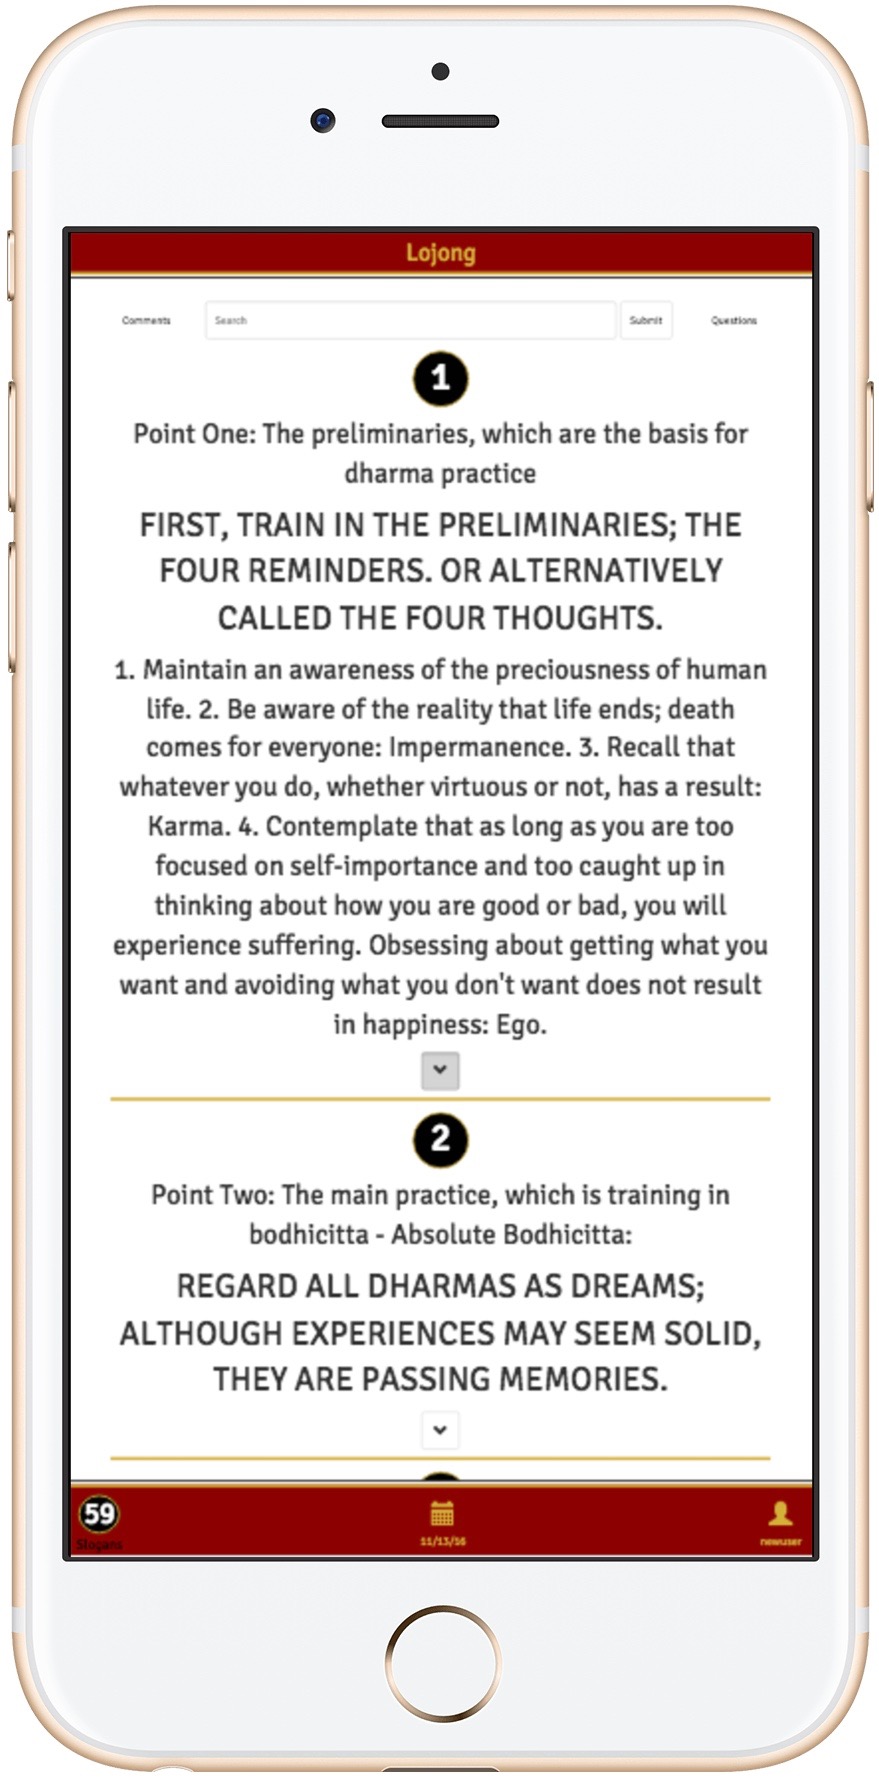 Lojong
Comments Search Submit Questions
1
Point One: The preliminaries, which are the basis for
dharma practice
FIRST, TRAIN IN THE PRELIMINARIES; THE
FOUR REMINDERS. OR ALTERNATIVELY
CALLED THE FOUR THOUGHTS.
1. Maintain an awareness of the preciousness of human
life. 2. Be aware of the reality that life ends; death
comes for everyone: Impermanence. 3. Recall that
whatever you do, whether virtuous or not, has a result:
Karma. 4. Contemplate that as long as you are too
focused on self-importance and too caught up in
thinking about how you are good or bad, you will
experience suffering. Obsessing about getting what you
want and avoiding what you don't want does not result
in happiness: Ego.
2
Point Two: The main practice, which is training in
bodhicitta - Absolute Bodhicitta:
REGARD ALL DHARMAS AS DREAMS;
ALTHOUGH EXPERIENCES MAY SEEM SOLID,
THEY ARE PASSING MEMORIES.
59
Slogans 11/13/16 newuser